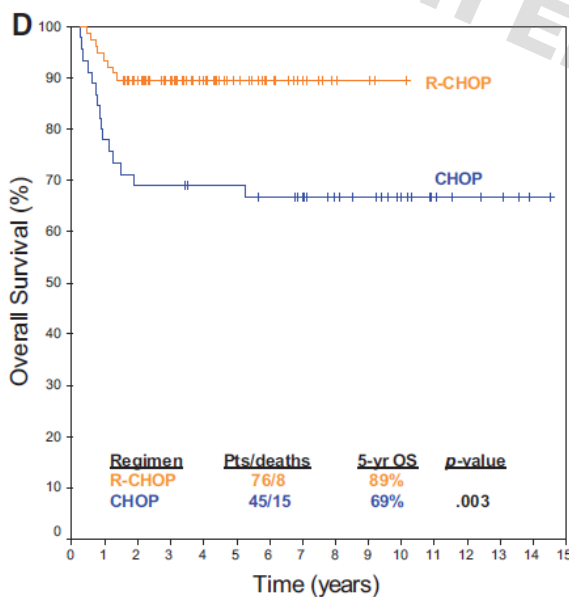 D
100
90
80
70
60
50
40
30
20
10
0
Overall Survival (%)
R-CHOP
CHOP
Regimen Pts/deaths 5-yr OS p-value
R-CHOP 76/8 89%
CHOP 45/15 69% .003
0 1 2 3 4 5 6 7 8 9 10 11 12 13 14 15
Time (years)